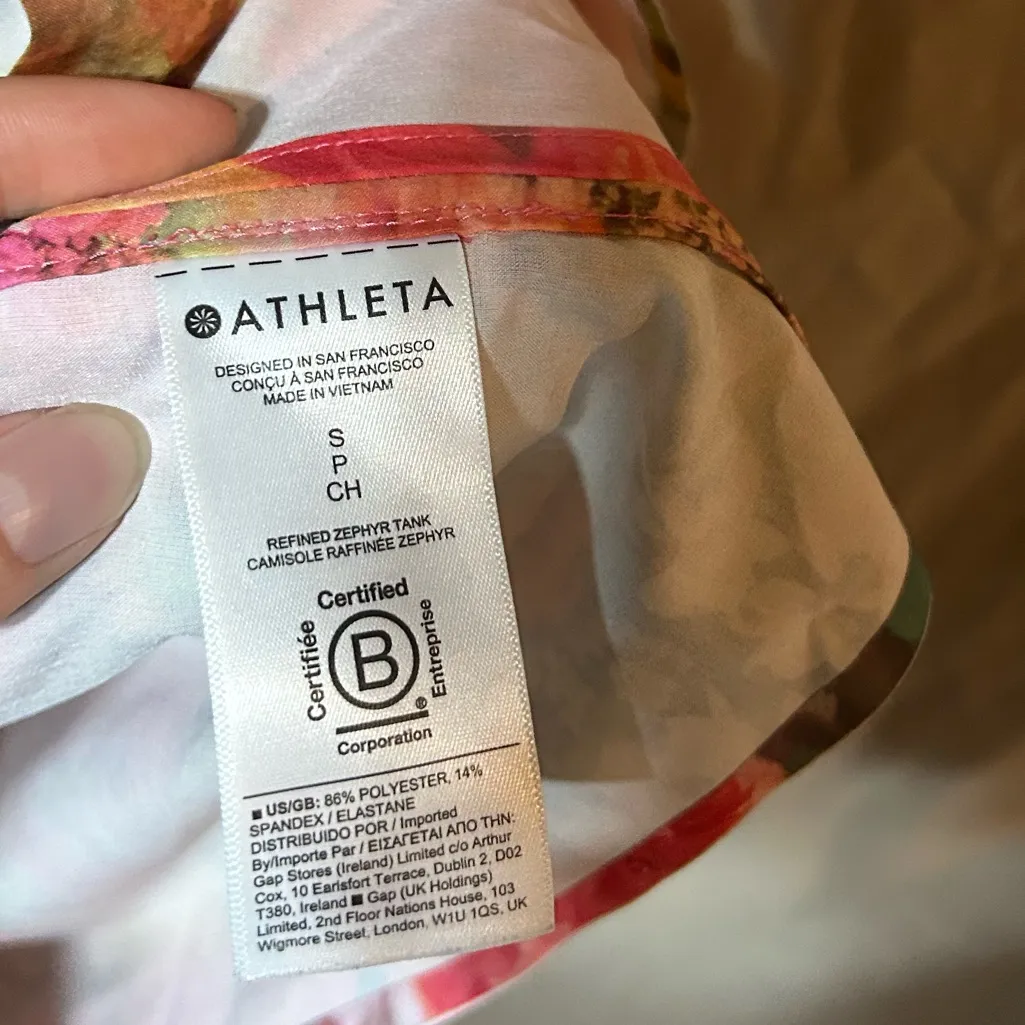 ATHLETA
DESIGNED IN SAN FRANCISCO
CONÇU À SAN FRANCISCO
MADE IN VIETNAM
S
P
CH
REFINED ZEPHYR TANK
CAMISOLE RAFFINÉE ZEPHYR
Certified
Certifiée
B
Entreprise
®
Corporation
■ US/GB: 86% POLYESTER, 14%
SPANDEX / ELASTANE
DISTRIBUIDO POR / Imported
By/Importe Par / ΕΙΣΑΓΕΤΑΙ ΑΠΟ ΤΗΝ:
Gap Stores (Ireland) Limited c/o Arthur
Cox, 10 Earlsfort Terrace, Dublin 2, D02
T380, Ireland ■ Gap (UK Holdings)
Limited, 2nd Floor Nations House, 103
Wigmore Street, London, W1U 1QS, UK